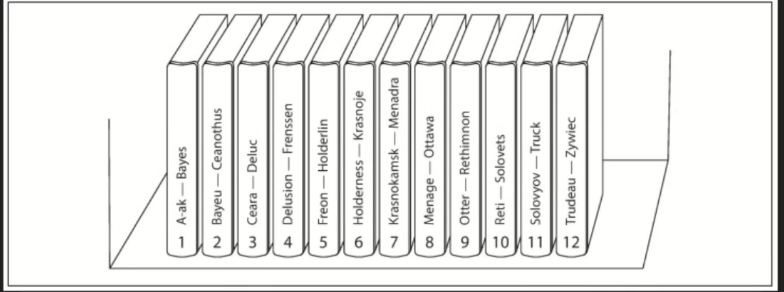 A-ak — Bayes
1
Bayeu — Ceanothus
2
Ceara — Deluc
3
Delusion — Frenssen
4
Freon — Holderlin
5
Holderness — Krasnoje
6
Krasnokamsk — Menadra
7
Menage — Ottawa
8
Otter — Rethimnon
9
Reti — Solovets
10
Solovyov — Truck
11
Trudeau — Zywiec
12